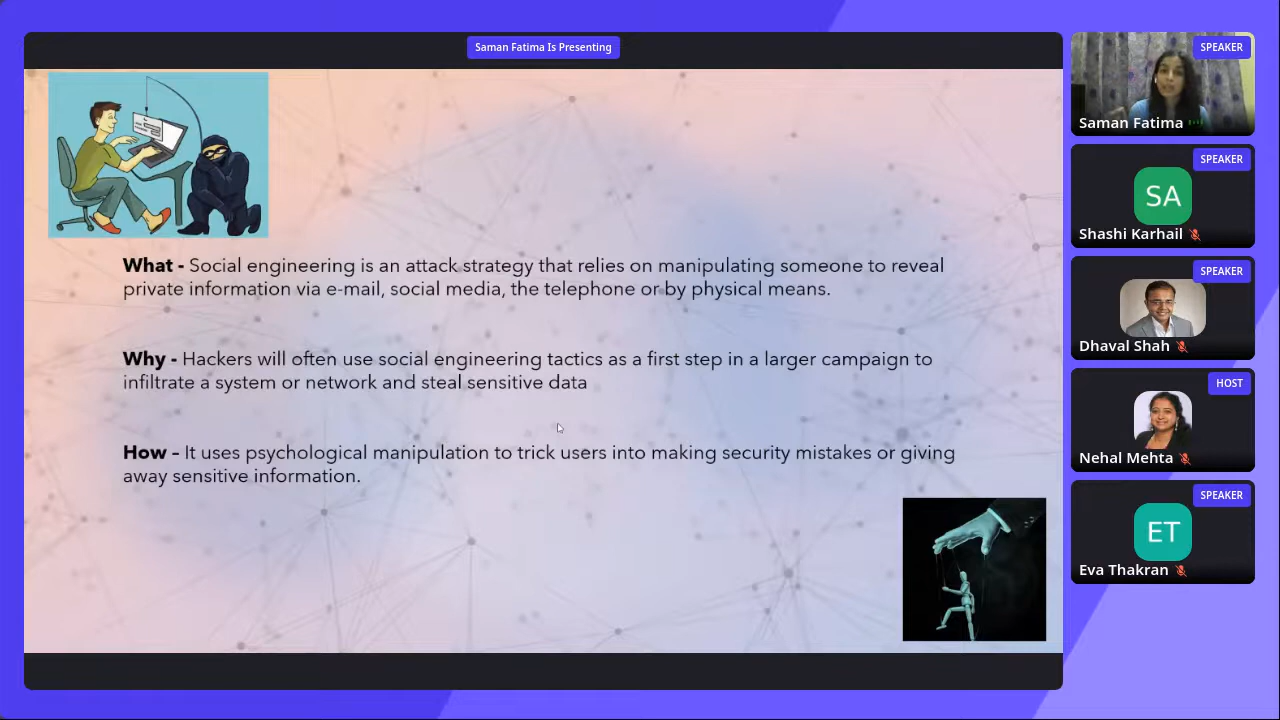 Saman Fatima Is Presenting
What - Social engineering is an attack strategy that relies on manipulating someone to reveal
private information via e-mail, social media, the telephone or by physical means.
Why - Hackers will often use social engineering tactics as a first step in a larger campaign to
infiltrate a system or network and steal sensitive data
How – It uses psychological manipulation to trick users into making security mistakes or giving
away sensitive information.
SPEAKER
Saman Fatima
SPEAKER
SA
Shashi Karhail
SPEAKER
Dhaval Shah
HOST
Nehal Mehta
SPEAKER
ET
Eva Thakran